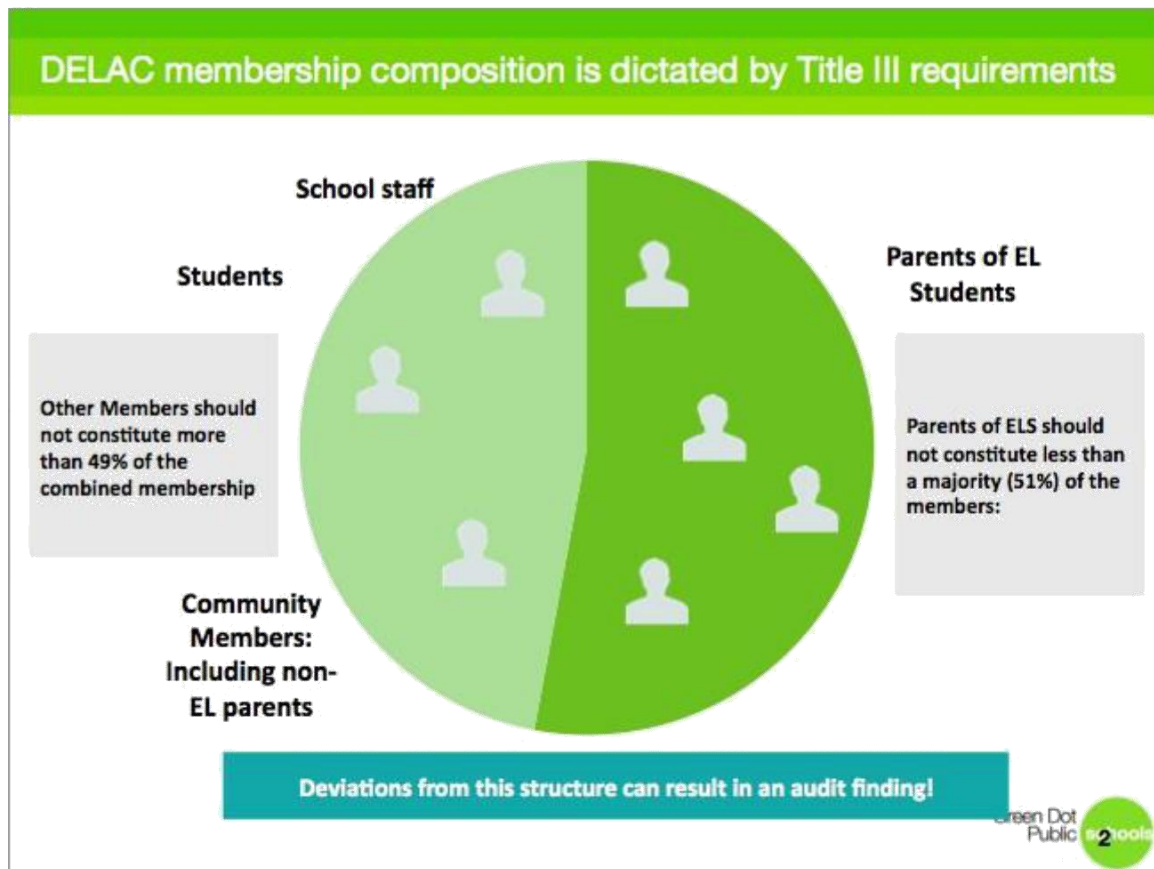 DELAC membership composition is dictated by Title III requirements
School staff
Students
Parents of EL
Students
Other Members should
not constitute more
than 49% of the
combined membership
Parents of ELS should
not constitute less than
a majority (51%) of the
members:
Community
Members:
Including non-
EL parents
Deviations from this structure can result in an audit finding!
Green Dot
Public schools
2